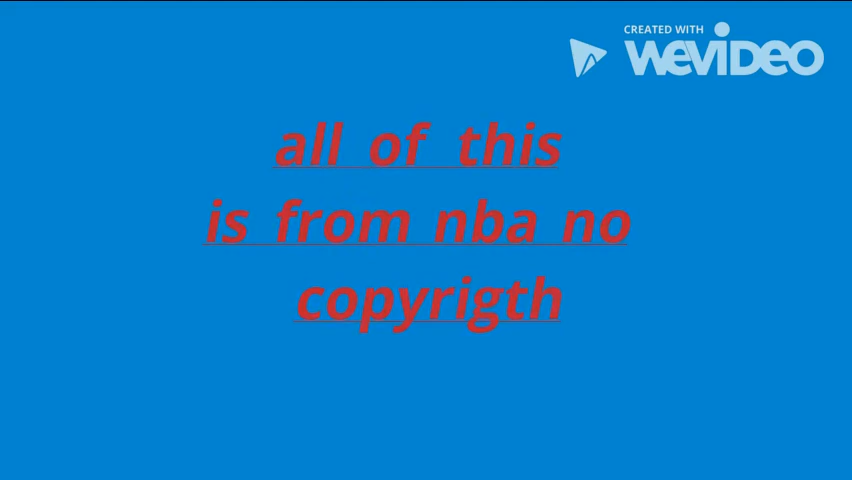 CREATED WITH
WEVIDEO
all of this
is from nba no
copyrigth